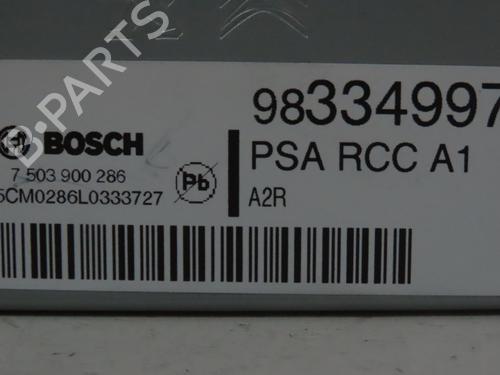 BOSCH
7 503 900 286
5CM0286L0333727
Pb
98334997
PSA RCC A1
A2R
B-PARTS